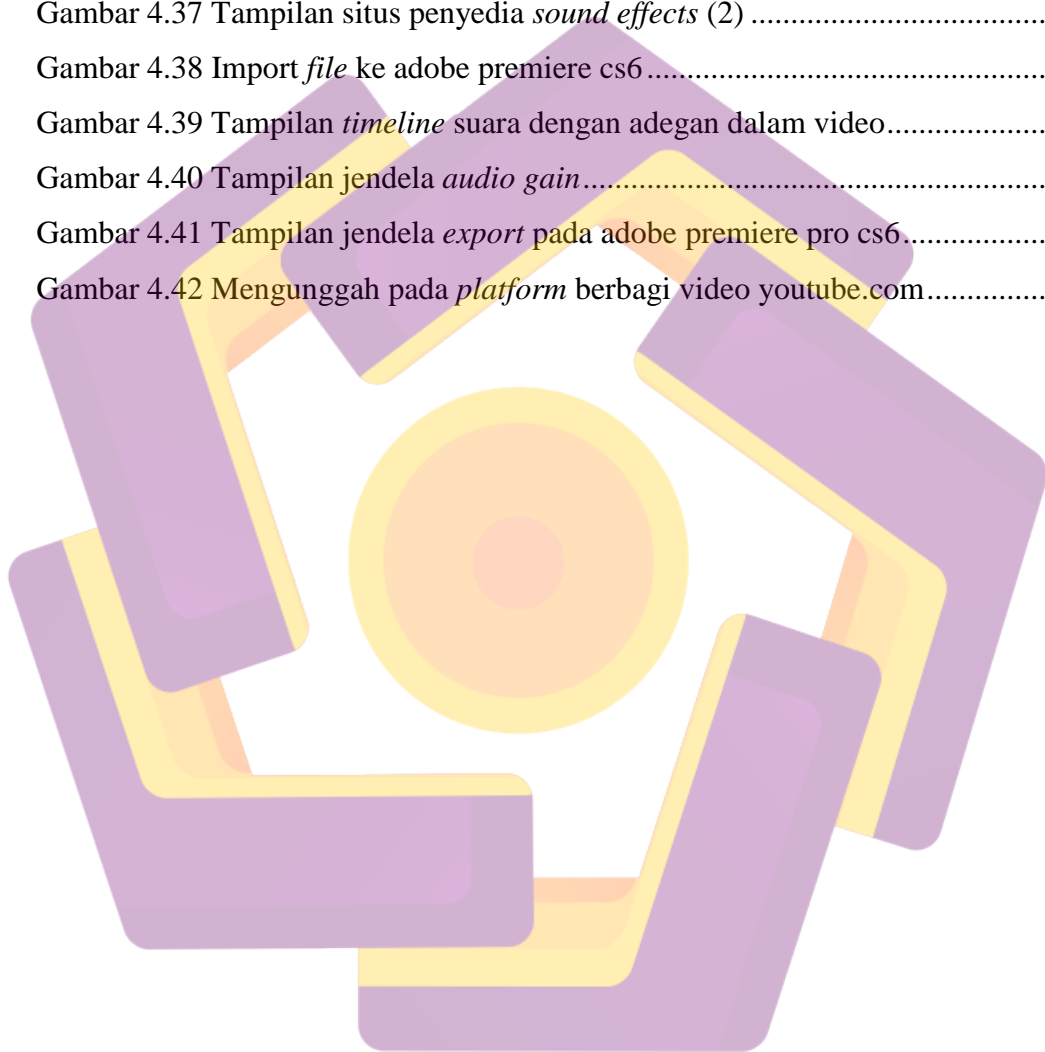 Gambar 4.37 Tampilan situs penyedia sound effects (2) ...................................
Gambar 4.38 Import file ke adobe premiere cs6 ................................................
Gambar 4.39 Tampilan timeline suara dengan adegan dalam video ...................
Gambar 4.40 Tampilan jendela audio gain ........................................................
Gambar 4.41 Tampilan jendela export pada adobe premiere pro cs6 .................
Gambar 4.42 Mengunggah pada platform berbagi video youtube.com ...............